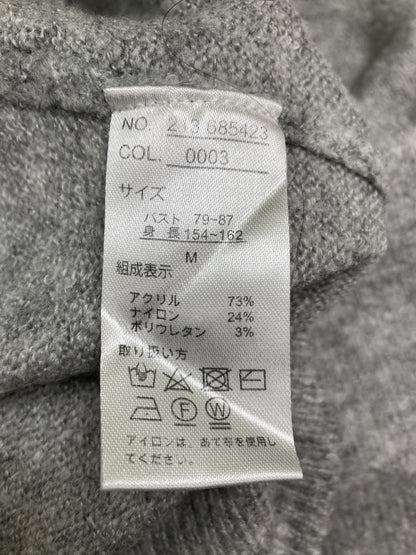 NO. 213 685423
COL. 0003
サイズ
バスト 79~87
身 長 154~162
M
組成表示
アクリル 73%
ナイロン 24%
ポリウレタン 3%
取り扱い方
F W
アイロンは、あて布を使用し
てください。